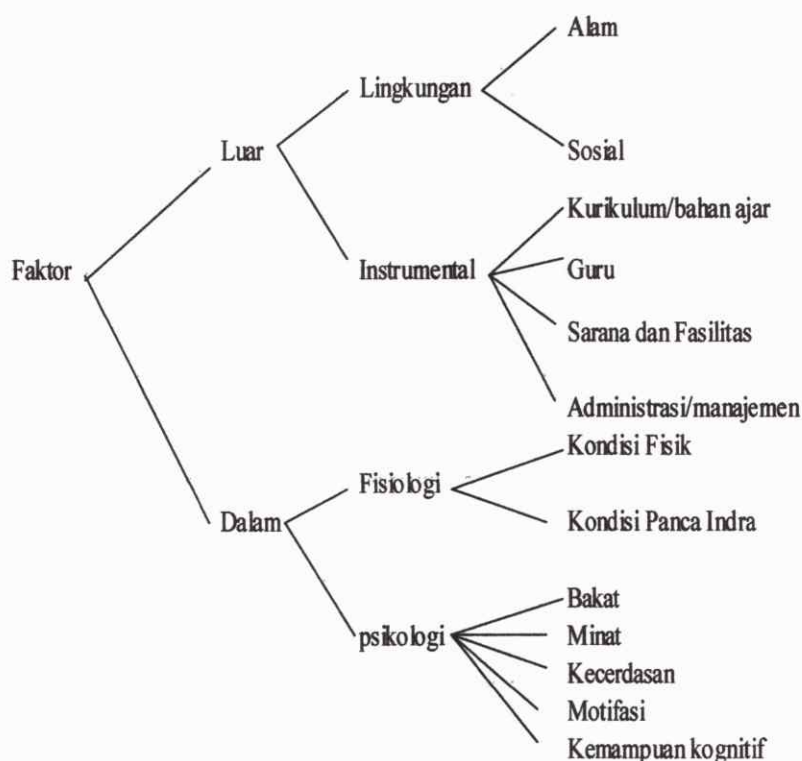 Alam
Lingkungan
Luar
Sosial
Kurikulum/bahan ajar
Faktor
Instrumental
Guru
Sarana dan Fasilitas
Administrasi/manajemen
Kondisi Fisik
Fisiologi
Dalam
Kondisi Panca Indra
Bakat
psikologi
Minat
Kecerdasan
Motifasi
Kemampuan kognitif